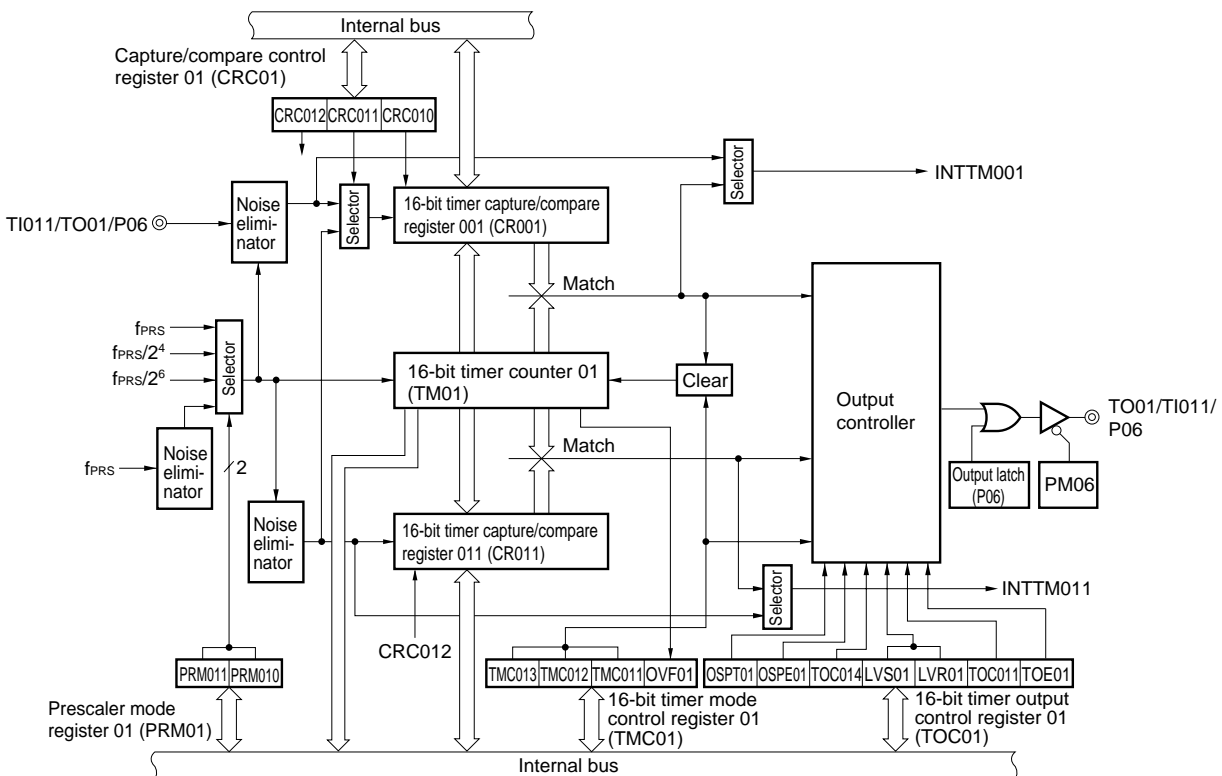 Internal bus
Capture/compare control
register 01 (CRC01)
CRC012 CRC011 CRC010
TI011/TO01/P06
Noise
elimi-
nator
Selector
16-bit timer capture/compare
register 001 (CR001)
Selector
INTTM001
Match
fPRS
fPRS/2⁴
fPRS/2⁶
Selector
16-bit timer counter 01
(TM01)
Clear
Output
controller
TO01/TI011/
P06
Output latch
(P06)
PM06
fPRS
Noise
elimi-
nator
2
Match
Noise
elimi-
nator
16-bit timer capture/compare
register 011 (CR011)
Selector
INTTM011
CRC012
PRM011 PRM010
TMC013 TMC012 TMC011 OVF01
OSPT01 OSPE01 TOC014 LVS01 LVR01 TOC011 TOE01
Prescaler mode
register 01 (PRM01)
16-bit timer mode
control register 01
(TMC01)
16-bit timer output
control register 01
(TOC01)
Internal bus